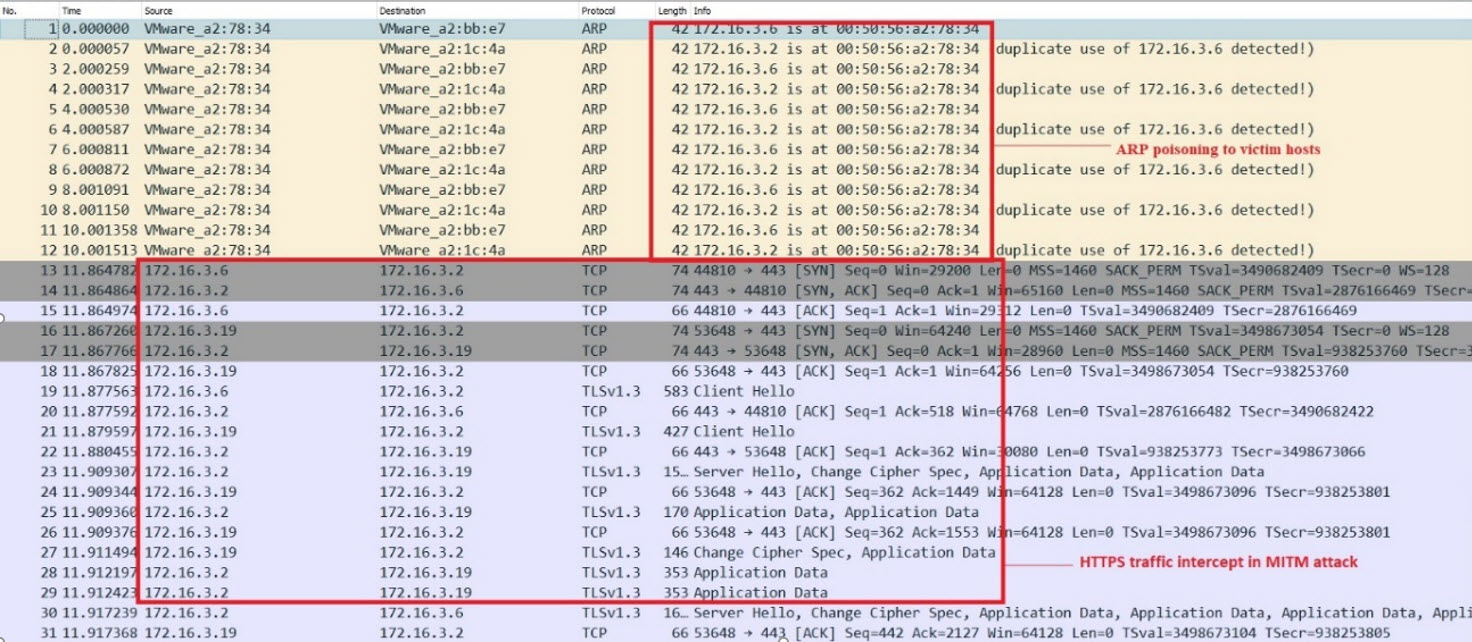 No. Time Source Destination Protocol Length Info
1 0.000000 VMware_a2:78:34 VMware_a2:bb:e7 ARP 42 172.16.3.6 is at 00:50:56:a2:78:34
2 0.000057 VMware_a2:78:34 VMware_a2:1c:4a ARP 42 172.16.3.2 is at 00:50:56:a2:78:34 duplicate use of 172.16.3.6 detected!)
3 2.000259 VMware_a2:78:34 VMware_a2:bb:e7 ARP 42 172.16.3.6 is at 00:50:56:a2:78:34
4 2.000317 VMware_a2:78:34 VMware_a2:1c:4a ARP 42 172.16.3.2 is at 00:50:56:a2:78:34 duplicate use of 172.16.3.6 detected!)
5 4.000530 VMware_a2:78:34 VMware_a2:bb:e7 ARP 42 172.16.3.6 is at 00:50:56:a2:78:34
6 4.000587 VMware_a2:78:34 VMware_a2:1c:4a ARP 42 172.16.3.2 is at 00:50:56:a2:78:34 duplicate use of 172.16.3.6 detected!)
7 6.000811 VMware_a2:78:34 VMware_a2:bb:e7 ARP 42 172.16.3.6 is at 00:50:56:a2:78:34 ARP poisoning to victim hosts
8 6.000872 VMware_a2:78:34 VMware_a2:1c:4a ARP 42 172.16.3.2 is at 00:50:56:a2:78:34 duplicate use of 172.16.3.6 detected!)
9 8.001091 VMware_a2:78:34 VMware_a2:bb:e7 ARP 42 172.16.3.6 is at 00:50:56:a2:78:34
10 8.001150 VMware_a2:78:34 VMware_a2:1c:4a ARP 42 172.16.3.2 is at 00:50:56:a2:78:34 duplicate use of 172.16.3.6 detected!)
11 10.001358 VMware_a2:78:34 VMware_a2:bb:e7 ARP 42 172.16.3.6 is at 00:50:56:a2:78:34
12 10.001513 VMware_a2:78:34 VMware_a2:1c:4a ARP 42 172.16.3.2 is at 00:50:56:a2:78:34 duplicate use of 172.16.3.6 detected!)
13 11.864782 172.16.3.6 172.16.3.2 TCP 74 44810 → 443 [SYN] Seq=0 Win=29200 Len=0 MSS=1460 SACK_PERM TSval=3490682409 TSecr=0 WS=128
14 11.864864 172.16.3.2 172.16.3.6 TCP 74 443 → 44810 [SYN, ACK] Seq=0 Ack=1 Win=65160 Len=0 MSS=1460 SACK_PERM TSval=2876166469 TSecr=
15 11.864974 172.16.3.6 172.16.3.2 TCP 66 44810 → 443 [ACK] Seq=1 Ack=1 Win=29312 Len=0 TSval=3490682409 TSecr=2876166469
16 11.867260 172.16.3.19 172.16.3.2 TCP 74 53648 → 443 [SYN] Seq=0 Win=64240 Len=0 MSS=1460 SACK_PERM TSval=3498673054 TSecr=0 WS=128
17 11.867766 172.16.3.2 172.16.3.19 TCP 74 443 → 53648 [SYN, ACK] Seq=0 Ack=1 Win=28960 Len=0 MSS=1460 SACK_PERM TSval=938253760 TSecr=3
18 11.867825 172.16.3.19 172.16.3.2 TCP 66 53648 → 443 [ACK] Seq=1 Ack=1 Win=64256 Len=0 TSval=3498673054 TSecr=938253760
19 11.877563 172.16.3.6 172.16.3.2 TLSv1.3 583 Client Hello
20 11.877592 172.16.3.2 172.16.3.6 TCP 66 443 → 44810 [ACK] Seq=1 Ack=518 Win=64768 Len=0 TSval=2876166482 TSecr=3490682422
21 11.879597 172.16.3.19 172.16.3.2 TLSv1.3 427 Client Hello
22 11.880455 172.16.3.2 172.16.3.19 TCP 66 443 → 53648 [ACK] Seq=1 Ack=362 Win=30080 Len=0 TSval=938253773 TSecr=3498673066
23 11.909307 172.16.3.2 172.16.3.19 TLSv1.3 15… Server Hello, Change Cipher Spec, Application Data, Application Data
24 11.909344 172.16.3.19 172.16.3.2 TCP 66 53648 → 443 [ACK] Seq=362 Ack=1449 Win=64128 Len=0 TSval=3498673096 TSecr=938253801
25 11.909360 172.16.3.2 172.16.3.19 TLSv1.3 170 Application Data, Application Data
26 11.909376 172.16.3.19 172.16.3.2 TCP 66 53648 → 443 [ACK] Seq=362 Ack=1553 Win=64128 Len=0 TSval=3498673096 TSecr=938253801
27 11.911494 172.16.3.19 172.16.3.2 TLSv1.3 146 Change Cipher Spec, Application Data HTTPS traffic intercept in MITM attack
28 11.912197 172.16.3.2 172.16.3.19 TLSv1.3 353 Application Data
29 11.912423 172.16.3.2 172.16.3.19 TLSv1.3 353 Application Data
30 11.917239 172.16.3.2 172.16.3.6 TLSv1.3 16… Server Hello, Change Cipher Spec, Application Data, Application Data, Application Data, Appli
31 11.917368 172.16.3.19 172.16.3.2 TCP 66 53648 → 443 [ACK] Seq=442 Ack=2127 Win=64128 Len=0 TSval=3498673104 TSecr=938253805